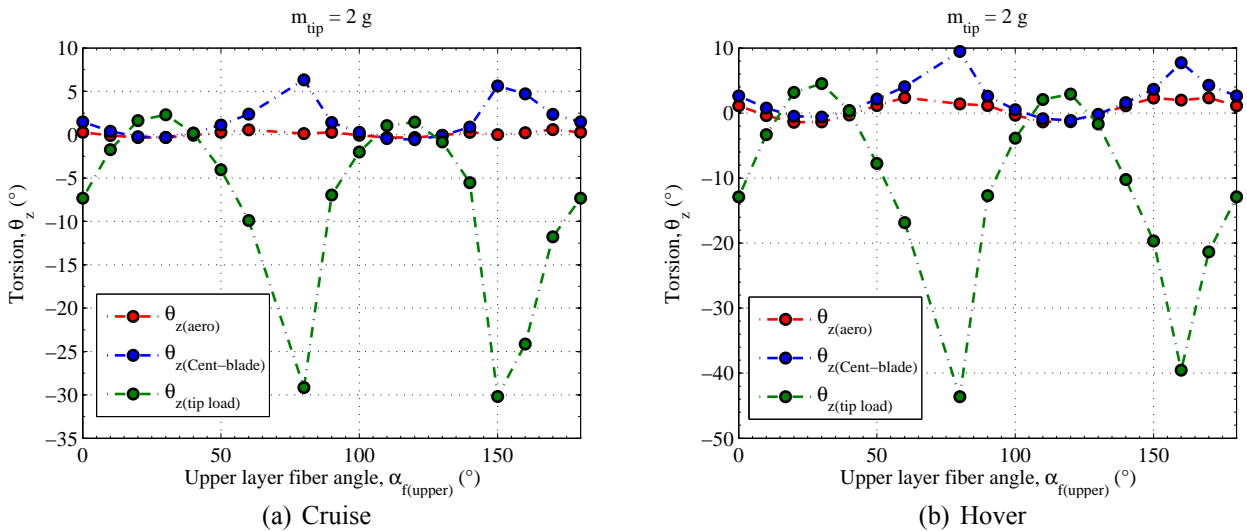 m_tip = 2 g
10
5
0
−5
−10
−15
−20
−25
−30
−35
Torsion, θ_z (°)
θ_z(aero)
θ_z(Cent−blade)
θ_z(tip load)
0 50 100 150
Upper layer fiber angle, α_f(upper) (°)
(a) Cruise
m_tip = 2 g
10
0
−10
−20
−30
−40
−50
Torsion, θ_z (°)
θ_z(aero)
θ_z(Cent−blade)
θ_z(tip load)
0 50 100 150
Upper layer fiber angle, α_f(upper) (°)
(b) Hover